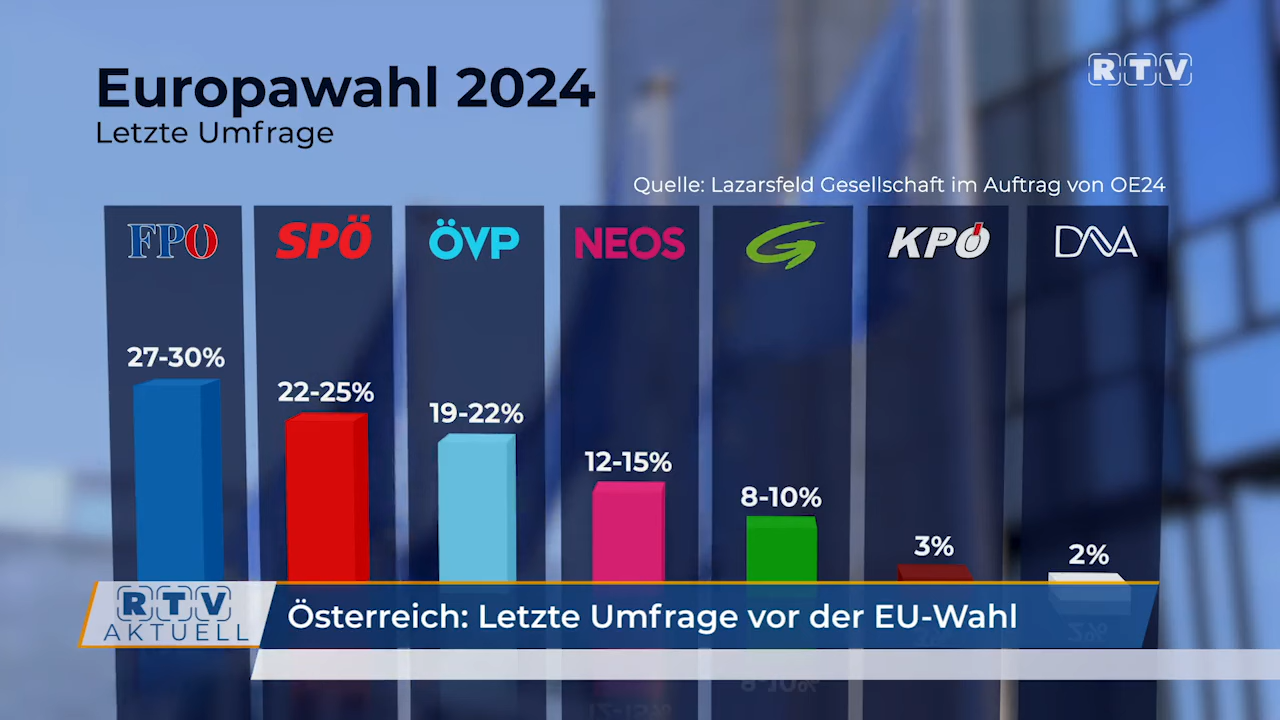 Europawahl 2024
Letzte Umfrage
RTV
Quelle: Lazarsfeld Gesellschaft im Auftrag von OE24
FPÖ SPÖ ÖVP NEOS G KPÖ DNA
27-30% 22-25% 19-22% 12-15% 8-10% 3% 2%
RTV
AKTUELL
Österreich: Letzte Umfrage vor der EU-Wahl